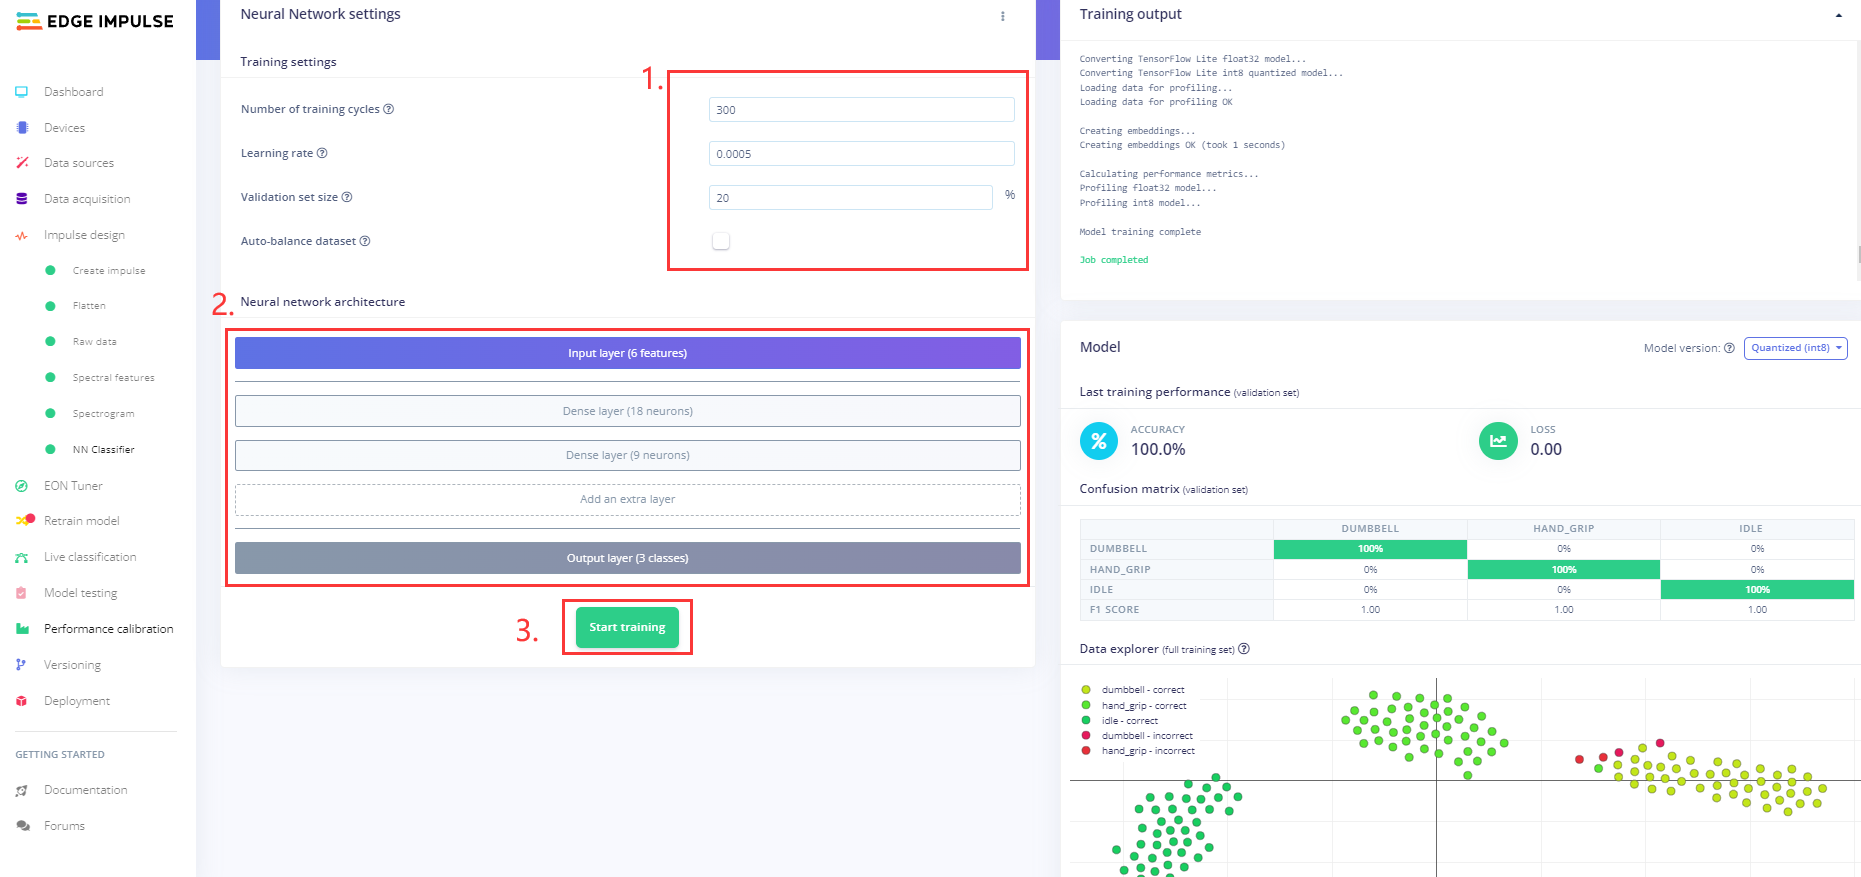 EDGE IMPULSE
Dashboard
Devices
Data sources
Data acquisition
Impulse design
Create impulse
Flatten
Raw data
Spectral features
Spectrogram
NN Classifier
EON Tuner
Retrain model
Live classification
Model testing
Performance calibration
Versioning
Deployment
GETTING STARTED
Documentation
Forums
Neural Network settings
Training settings
1.
Number of training cycles ?
300
Learning rate ?
0.0005
Validation set size ?
20
%
Auto-balance dataset ?
2.
Neural network architecture
Input layer (6 features)
Dense layer (18 neurons)
Dense layer (9 neurons)
Add an extra layer
Output layer (3 classes)
3.
Start training
Training output
Converting TensorFlow Lite float32 model...
Converting TensorFlow Lite int8 quantized model...
Loading data for profiling...
Loading data for profiling OK
Creating embeddings...
Creating embeddings OK (took 1 seconds)
Calculating performance metrics...
Profiling float32 model...
Profiling int8 model...
Model training complete
Job completed
Model
Model version: ? Quantized (int8)
Last training performance (validation set)
% ACCURACY
100.0%
LOSS
0.00
Confusion matrix (validation set)
DUMBBELL HAND_GRIP IDLE
DUMBBELL 100% 0% 0%
HAND_GRIP 0% 100% 0%
IDLE 0% 0% 100%
F1 SCORE 1.00 1.00 1.00
Data explorer (full training set) ?
dumbbell - correct
hand_grip - correct
idle - correct
dumbbell - incorrect
hand_grip - incorrect